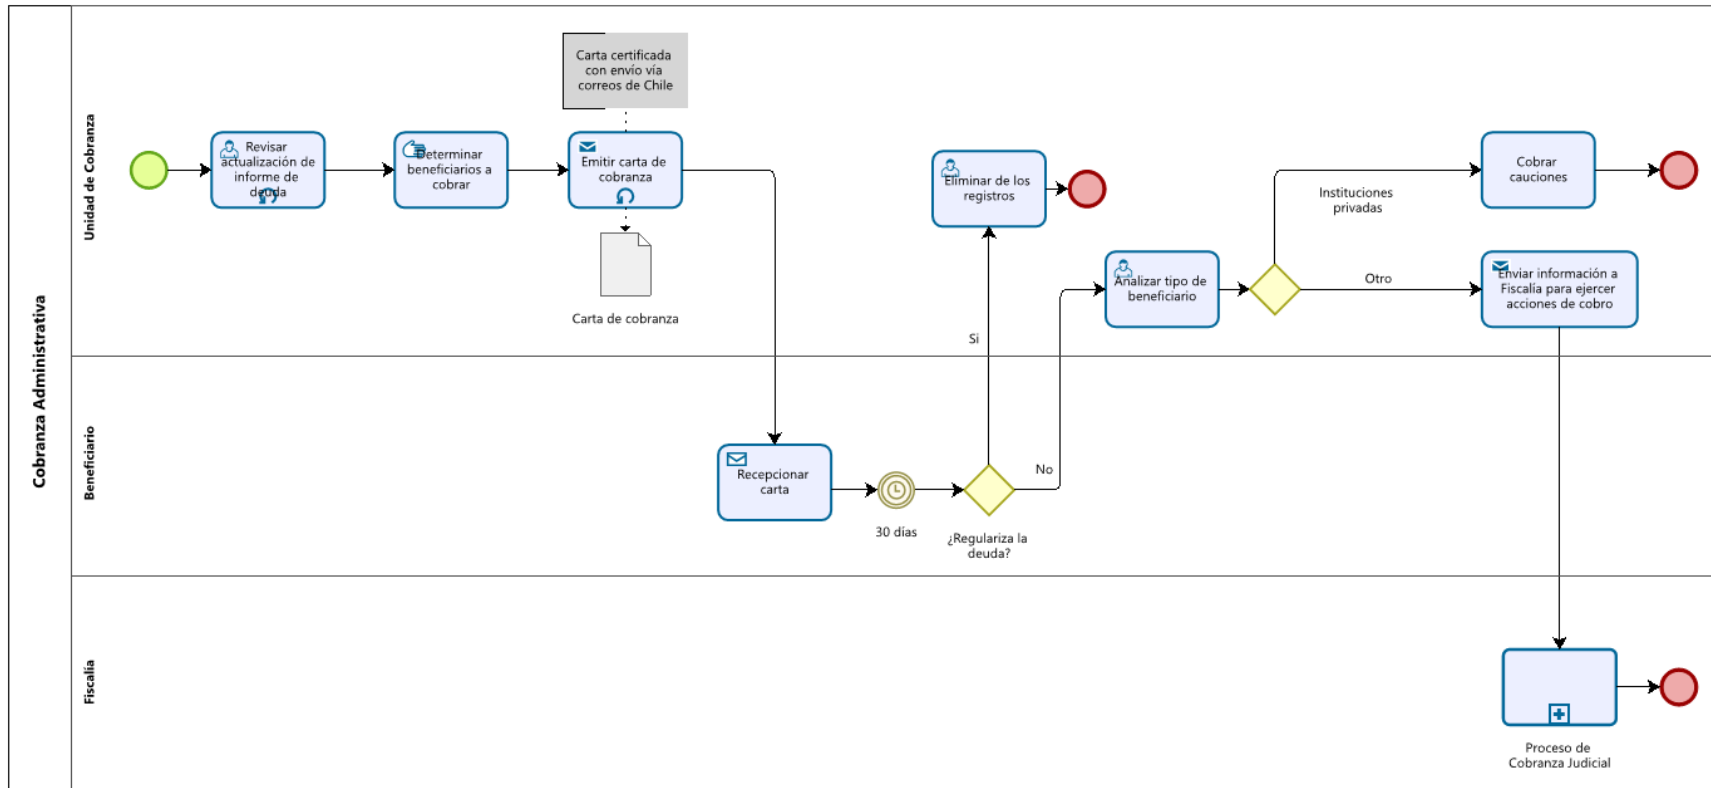 Cobranza Administrativa
Unidad de Cobranza
Revisar
actualización de
informe de
deuda
Determinar
beneficiarios a
cobrar
Carta certificada
con envío vía
correos de Chile
Emitir carta de
cobranza
Carta de cobranza
Eliminar de los
registros
Si
Analizar tipo de
beneficiario
Instituciones
privadas
Cobrar
cauciones
Otro
Enviar información a
Fiscalía para ejercer
acciones de cobro
Beneficiario
Recepcionar
carta
30 días
¿Regulariza la
deuda?
No
Fiscalía
Proceso de
Cobranza Judicial